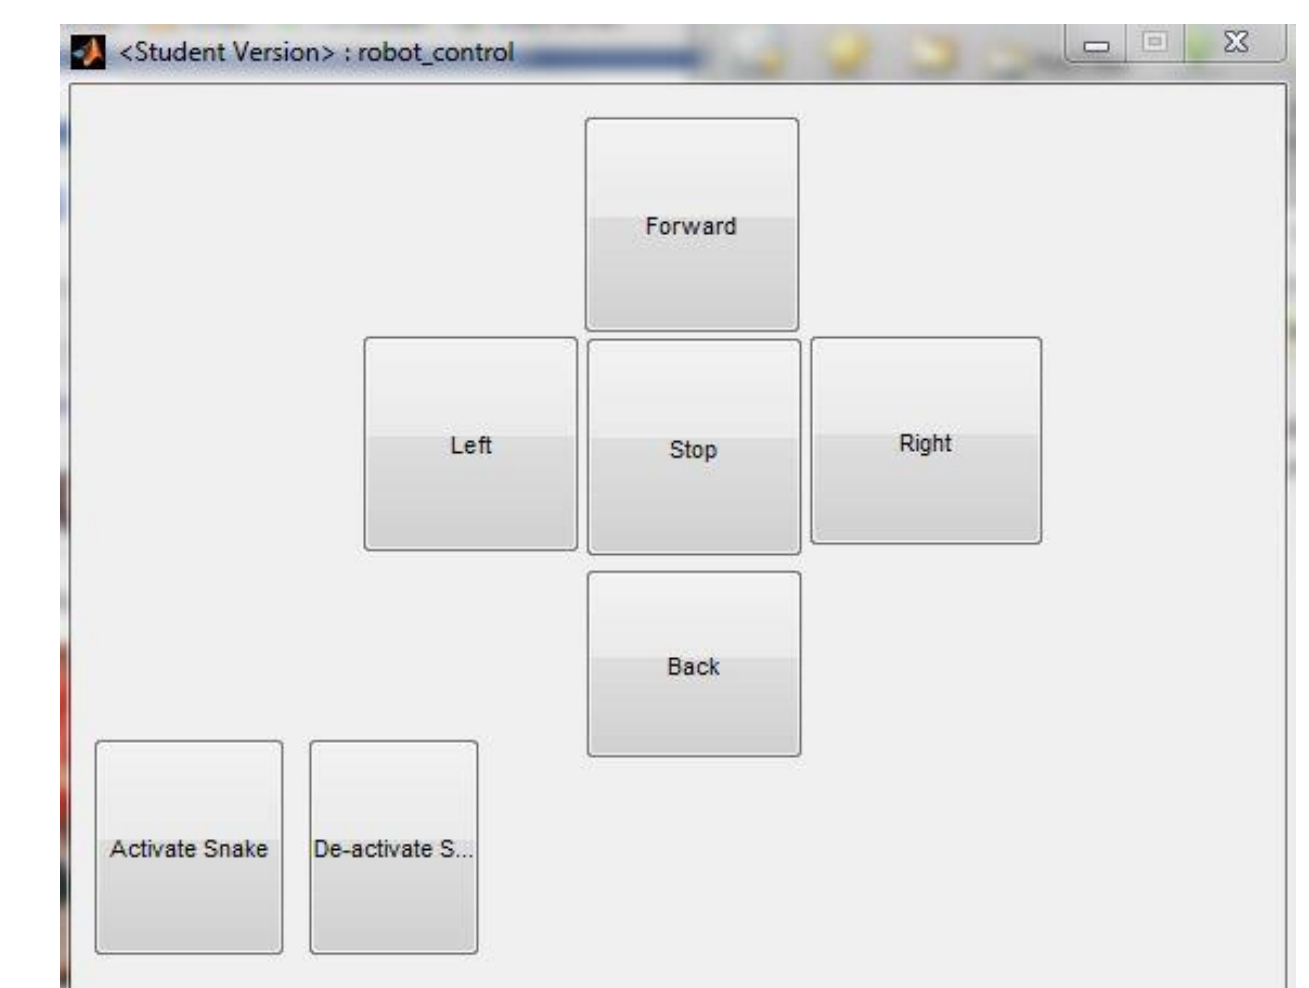 <Student Version> : robot_control
Forward
Left
Stop
Right
Back
Activate Snake
De-activate S...